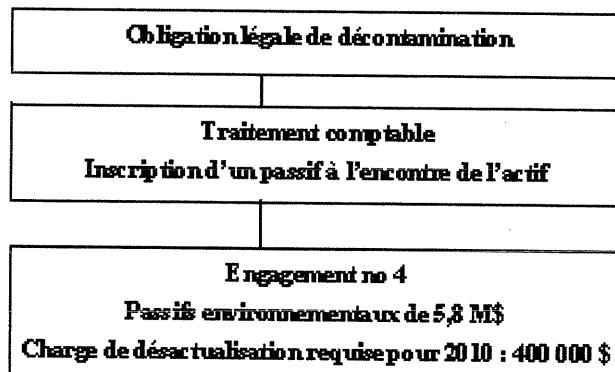 Obligation légale de décontamination
Traitement comptable
Inscription d'un passif à l'encontre de l'actif
Engagement no 4
Passifs environnementaux de 5,8 M$
Charge de désactualisation requise pour 2010 : 400 000 $